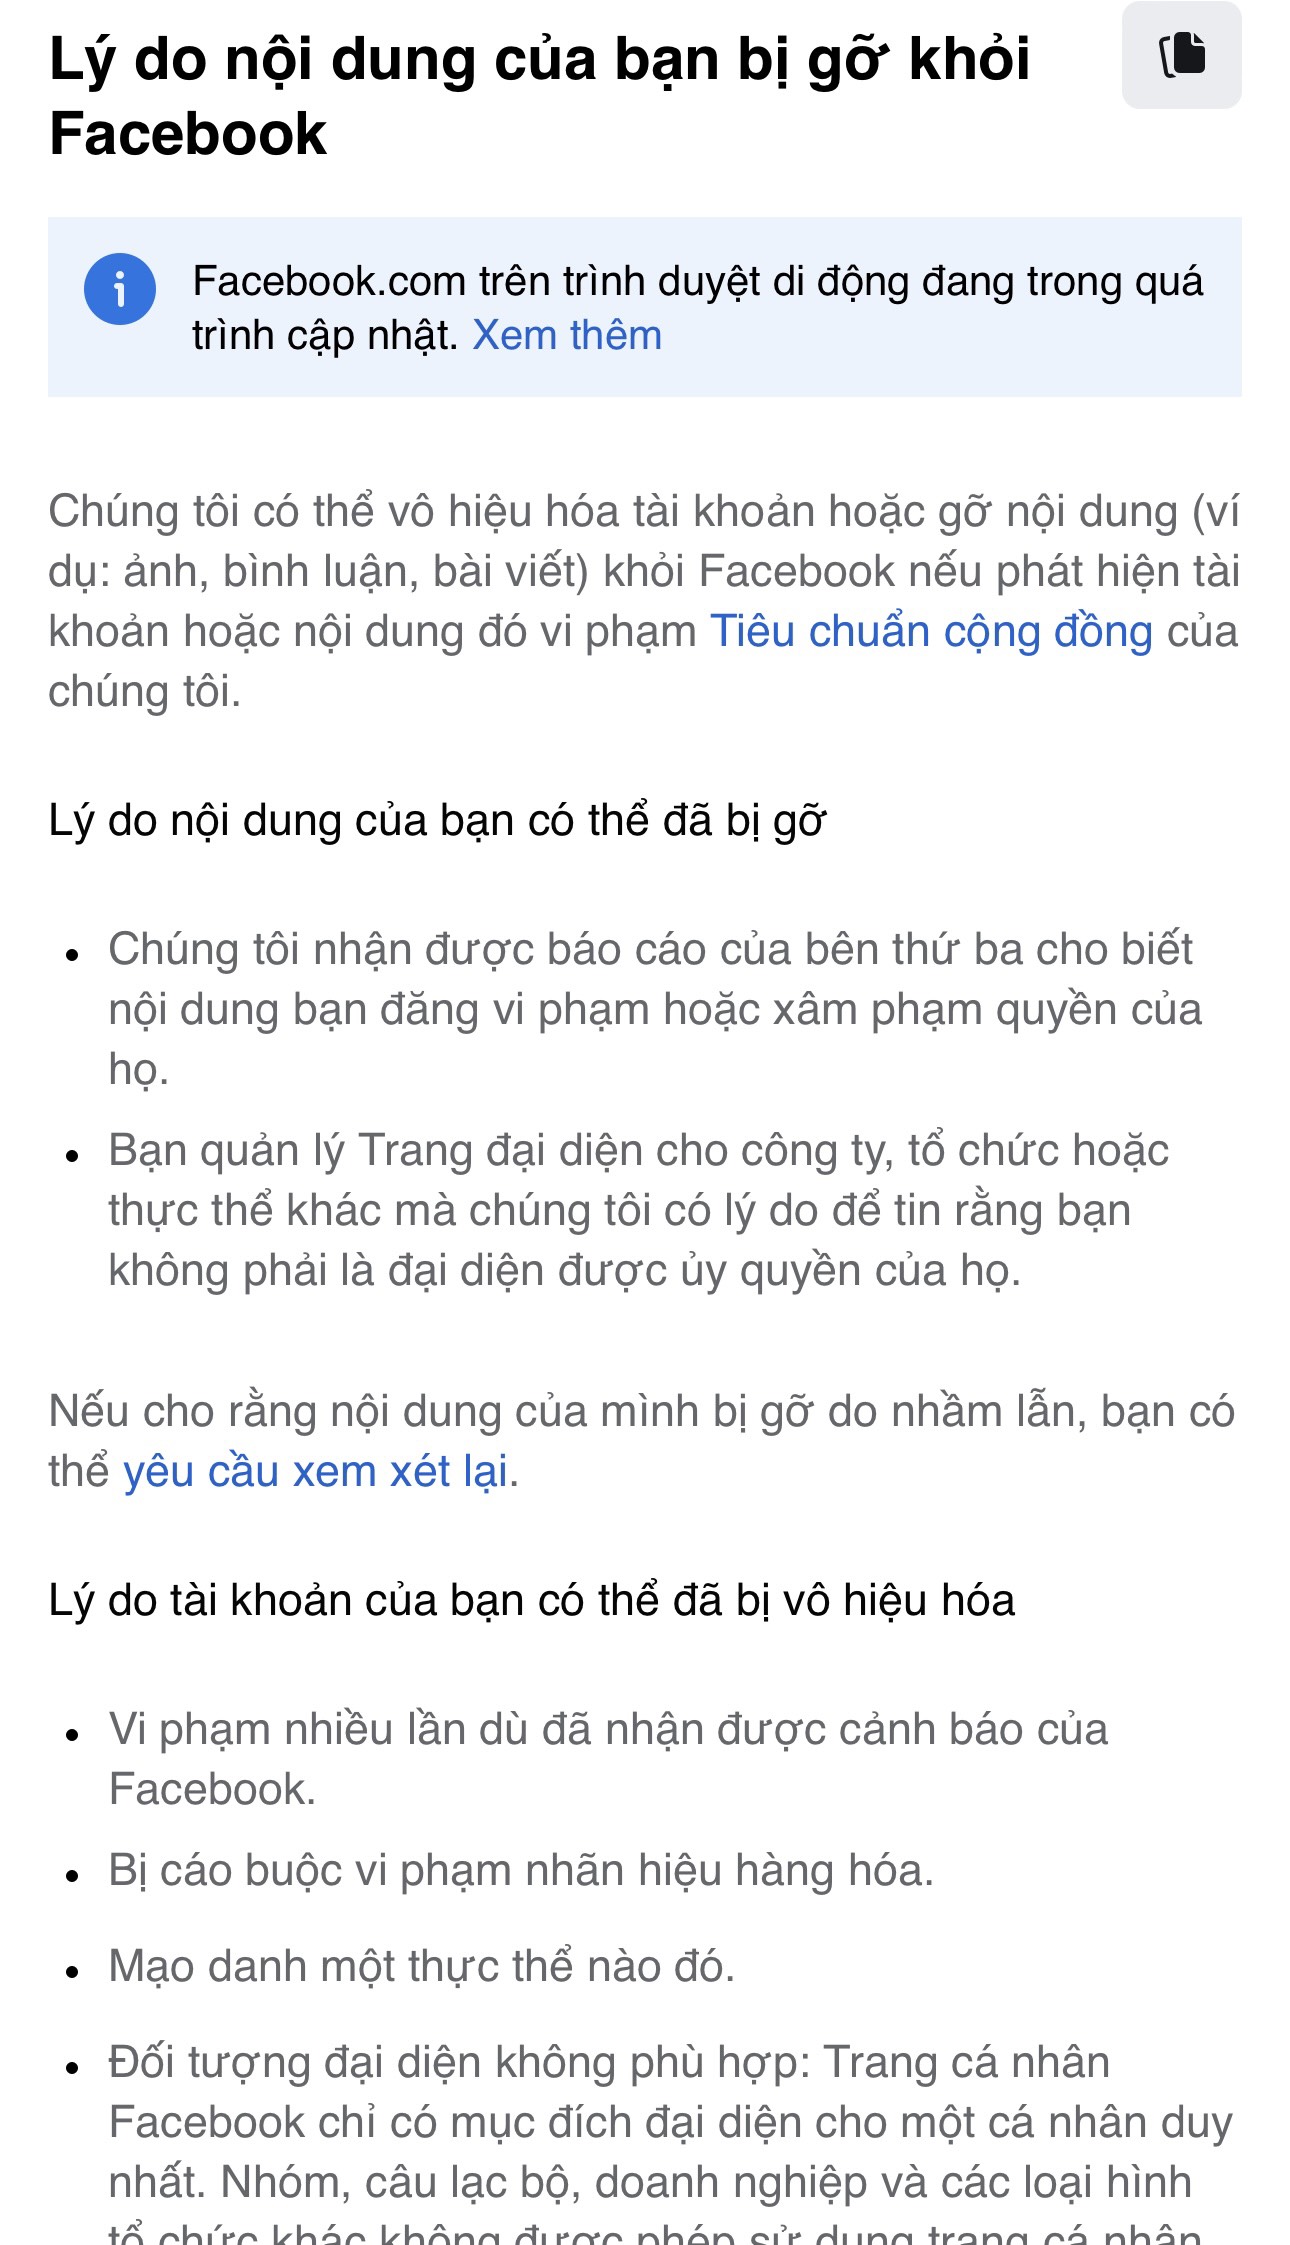 Lý do nội dung của bạn bị gỡ khỏi
Facebook
Facebook.com trên trình duyệt di động đang trong quá
trình cập nhật. Xem thêm
Chúng tôi có thể vô hiệu hóa tài khoản hoặc gỡ nội dung (ví
dụ: ảnh, bình luận, bài viết) khỏi Facebook nếu phát hiện tài
khoản hoặc nội dung đó vi phạm Tiêu chuẩn cộng đồng của
chúng tôi.
Lý do nội dung của bạn có thể đã bị gỡ
• Chúng tôi nhận được báo cáo của bên thứ ba cho biết
nội dung bạn đăng vi phạm hoặc xâm phạm quyền của
họ.
• Bạn quản lý Trang đại diện cho công ty, tổ chức hoặc
thực thể khác mà chúng tôi có lý do để tin rằng bạn
không phải là đại diện được ủy quyền của họ.
Nếu cho rằng nội dung của mình bị gỡ do nhầm lẫn, bạn có
thể yêu cầu xem xét lại.
Lý do tài khoản của bạn có thể đã bị vô hiệu hóa
• Vi phạm nhiều lần dù đã nhận được cảnh báo của
Facebook.
• Bị cáo buộc vi phạm nhãn hiệu hàng hóa.
• Mạo danh một thực thể nào đó.
• Đối tượng đại diện không phù hợp: Trang cá nhân
Facebook chỉ có mục đích đại diện cho một cá nhân duy
nhất. Nhóm, câu lạc bộ, doanh nghiệp và các loại hình
tổ chức khác không được phép sử dụng trang cá nhân